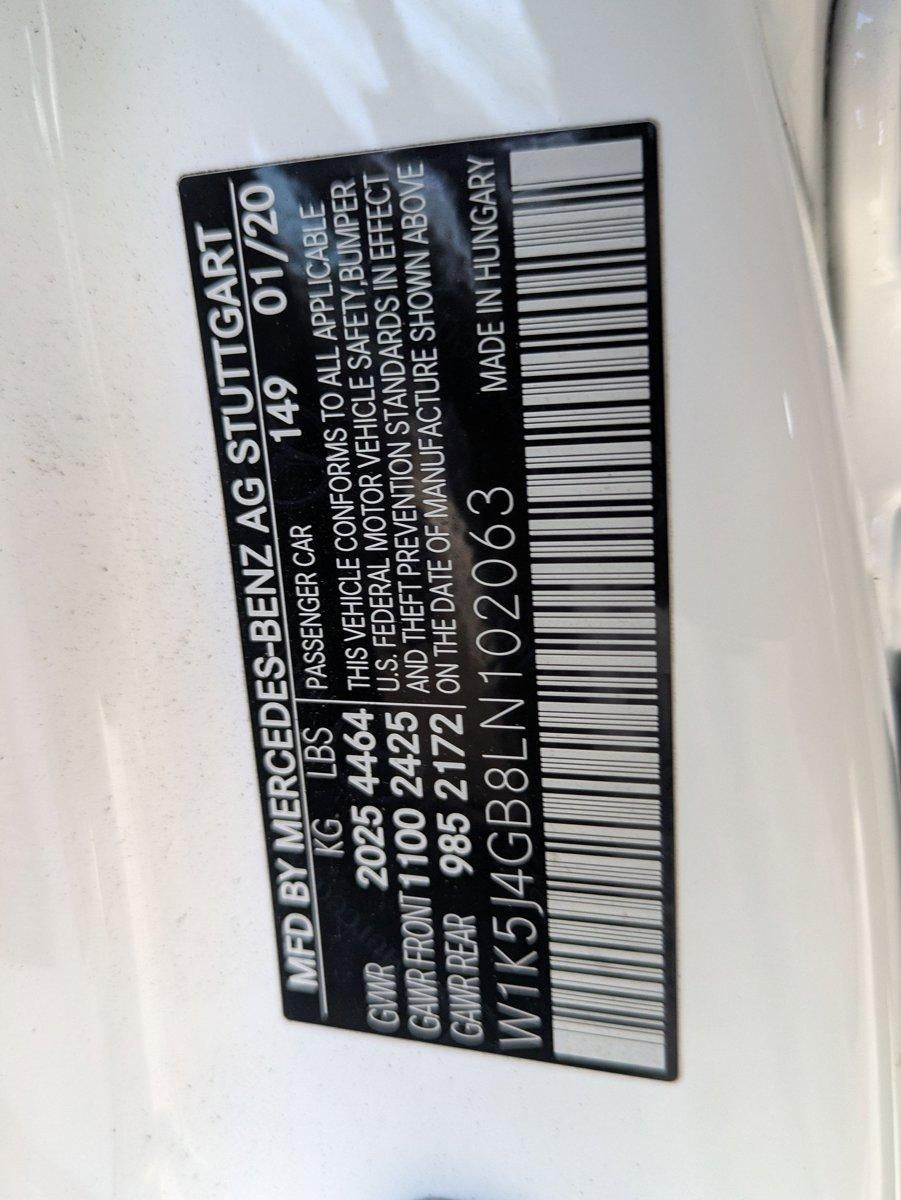 MFD BY MERCEDES-BENZ AG STUTTGART
KG LBS 149 01/20
PASSENGER CAR
GVWR 2025 4464 THIS VEHICLE CONFORMS TO ALL APPLICABLE
GAWR FRONT 1100 2425 U.S. FEDERAL MOTOR VEHICLE SAFETY,BUMPER
GAWR REAR 985 2172 AND THEFT PREVENTION STANDARDS IN EFFECT
ON THE DATE OF MANUFACTURE SHOWN ABOVE
W1K5J4GB8LN102063 MADE IN HUNGARY